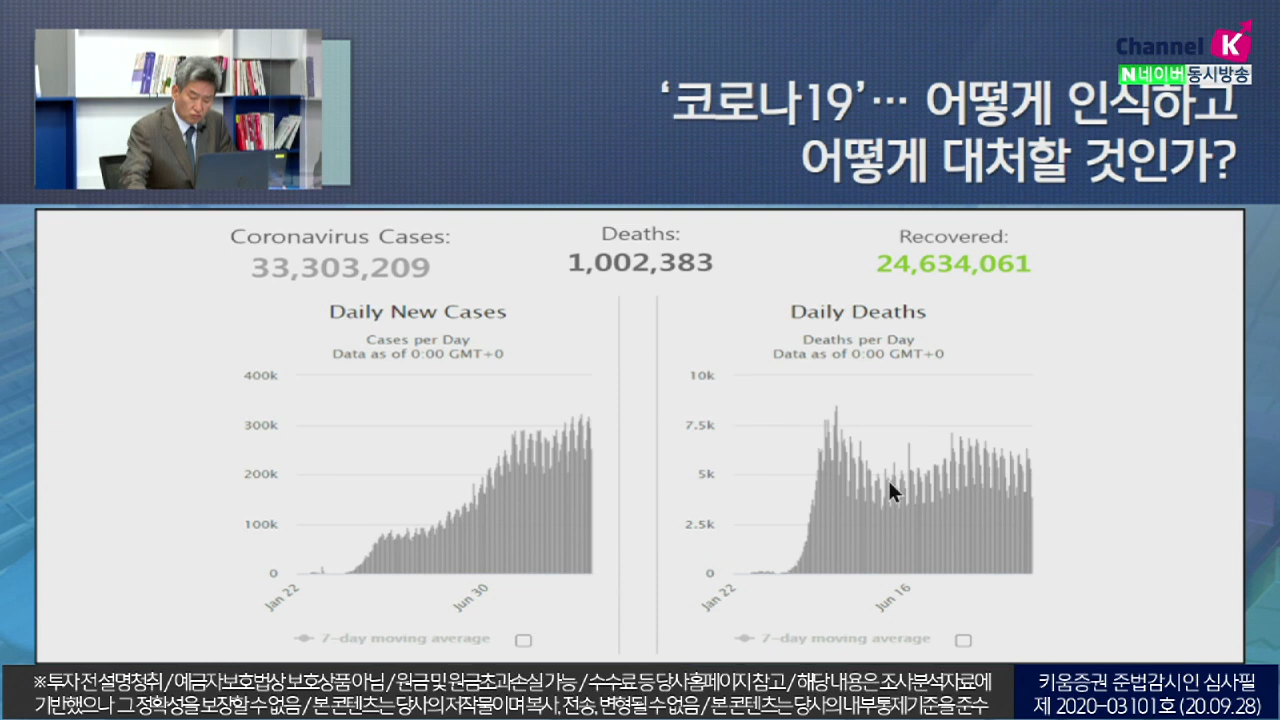 Channel K
N네이버동시방송
‘코로나19’… 어떻게 인식하고
어떻게 대처할 것인가?
Coronavirus Cases:
33,303,209
Deaths:
1,002,383
Recovered:
24,634,061
Daily New Cases
Cases per Day
Data as of 0:00 GMT+0
400k
300k
200k
100k
0
Jan 22
Jun 30
7-day moving average
Daily Deaths
Deaths per Day
Data as of 0:00 GMT+0
10k
7.5k
5k
2.5k
0
Jan 22
Jun 16
7-day moving average
※ 투자 전 설명청취 / 예금자보호법상 보호상품 아님 / 원금 및 원금초과손실 가능 / 수수료 등 당사홈페이지 참고 / 해당 내용은 조사분석자료에
기반했으나 그 정확성을 보장할 수 없음 / 본 콘텐츠는 당사의 저작물이며 복사, 전송, 변형될 수 없음 / 본 콘텐츠는 당사의 내부통제기준을 준수
키움증권 준법감시인 심사필
제 2020-03101호 (20.09.28)